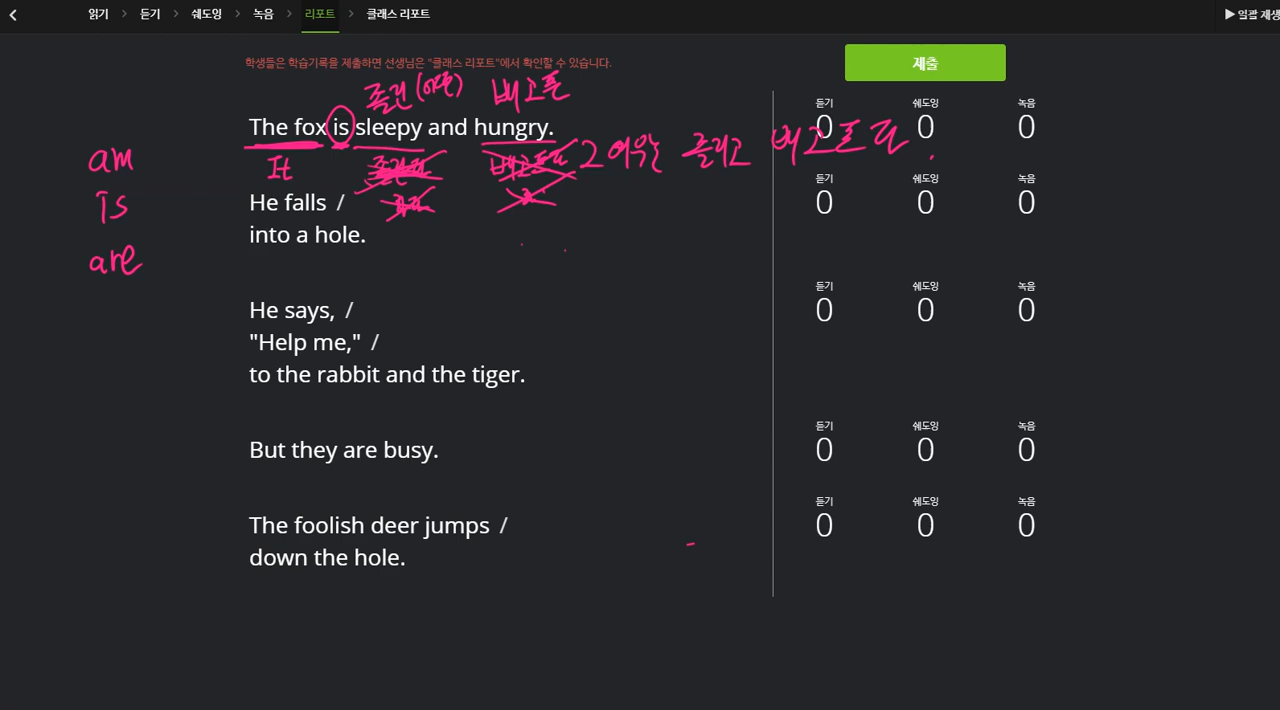 읽기 > 듣기 > 쉐도잉 > 녹음 > 리포트 > 클래스 리포트 ▶ 일괄 재생
학생들은 학습기록을 제출하면 선생님은 "클래스 리포트"에서 확인할 수 있습니다.
제출
졸린 배고픈
듣기 쉐도잉 녹음
The fox is sleepy and hungry.
0 0 0
am
It
여우는 졸리고 배고프다.
is
듣기 쉐도잉 녹음
He falls /
0 0 0
into a hole.
are
듣기 쉐도잉 녹음
He says, /
0 0 0
"Help me," /
to the rabbit and the tiger.
듣기 쉐도잉 녹음
But they are busy.
0 0 0
듣기 쉐도잉 녹음
The foolish deer jumps /
0 0 0
down the hole.